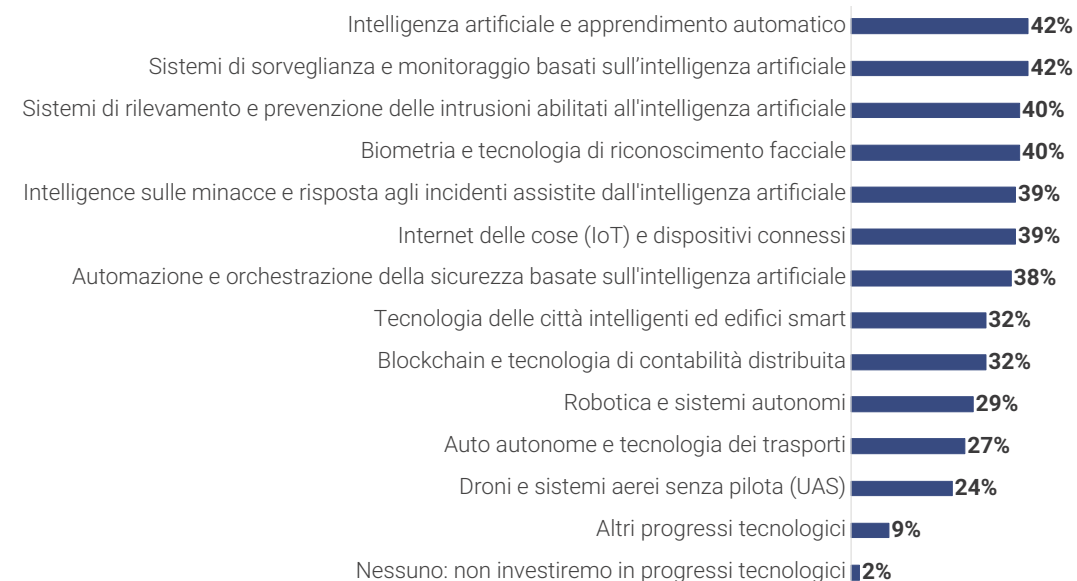 Intelligenza artificiale e apprendimento automatico 42%
Sistemi di sorveglianza e monitoraggio basati sull’intelligenza artificiale 42%
Sistemi di rilevamento e prevenzione delle intrusioni abilitati all'intelligenza artificiale 40%
Biometria e tecnologia di riconoscimento facciale 40%
Intelligence sulle minacce e risposta agli incidenti assistite dall'intelligenza artificiale 39%
Internet delle cose (IoT) e dispositivi connessi 39%
Automazione e orchestrazione della sicurezza basate sull'intelligenza artificiale 38%
Tecnologia delle città intelligenti ed edifici smart 32%
Blockchain e tecnologia di contabilità distribuita 32%
Robotica e sistemi autonomi 29%
Auto autonome e tecnologia dei trasporti 27%
Droni e sistemi aerei senza pilota (UAS) 24%
Altri progressi tecnologici 9%
Nessuno: non investiremo in progressi tecnologici 2%